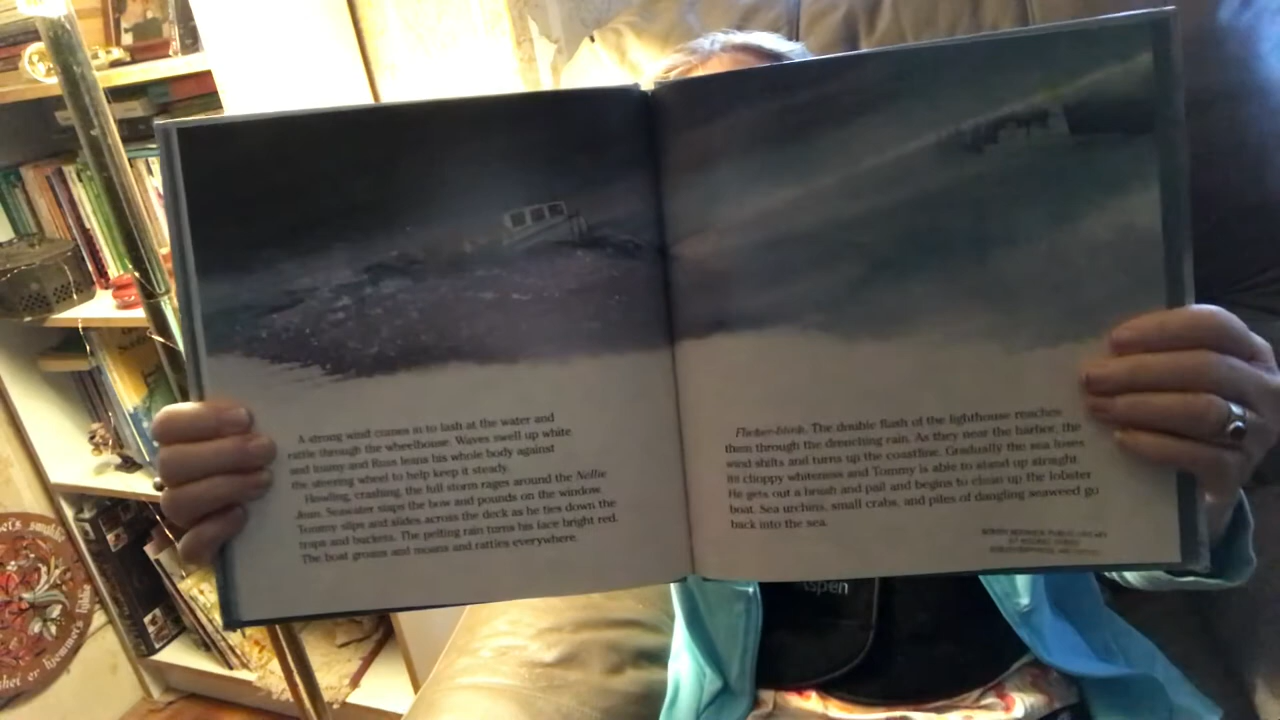 A strong wind comes in to lash at the water and
rattle through the wheelhouse. Waves swell up white
and foamy and Russ leans his whole body against
the steering wheel to help keep it steady.
Howling, crashing, the full storm rages around the Nellie
Jean. Seawater slaps the bow and pounds on the window.
Tommy slips and slides across the deck as he ties down the
traps and buckets. The pelting rain turns his face bright red.
The boat groans and moans and rattles everywhere.
Flicker-blink. The double flash of the lighthouse reaches
them through the drenching rain. As they near the harbor, the
wind shifts and turns up the coastline. Gradually the sea loses
its choppy whiteness and Tommy is able to stand up straight.
He gets out a brush and pail and begins to clean up the lobster
boat. Sea urchins, small crabs, and piles of dangling seaweed go
back into the sea.
PUBLIC LIBRARY
aspen